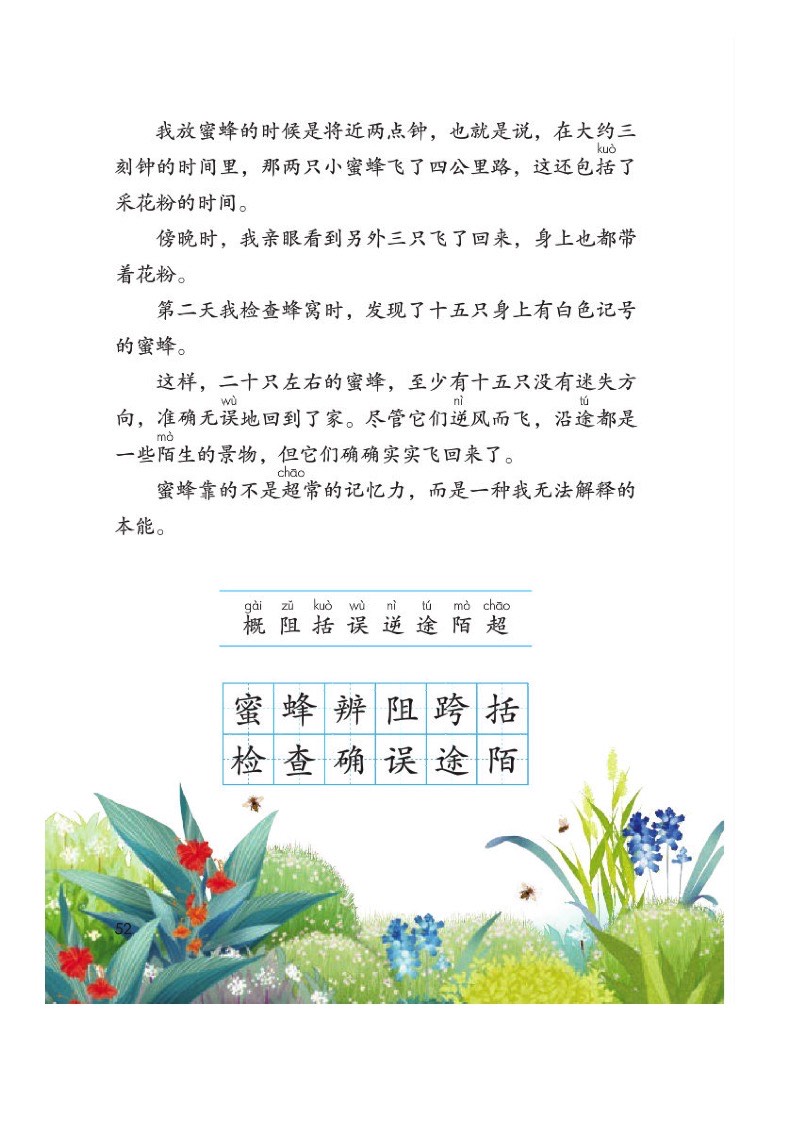 我放蜜蜂的时候是将近两点钟，也就是说，在大约三
kuò
刻钟的时间里，那两只小蜜蜂飞了四公里路，这还包括了
采花粉的时间。
傍晚时，我亲眼看到另外三只飞了回来，身上也都带
着花粉。
第二天我检查蜂窝时，发现了十五只身上有白色记号
的蜜蜂。
这样，二十只左右的蜜蜂，至少有十五只没有迷失方
wù nì tú
向，准确无误地回到了家。尽管它们逆风而飞，沿途都是
mò
一些陌生的景物，但它们确确实实飞回来了。
chāo
蜜蜂靠的不是超常的记忆力，而是一种我无法解释的
本能。
gài zǔ kuò wù nì tú mò chāo
概 阻 括 误 逆 途 陌 超
蜜 蜂 辨 阻 跨 括
检 查 确 误 途 陌
52